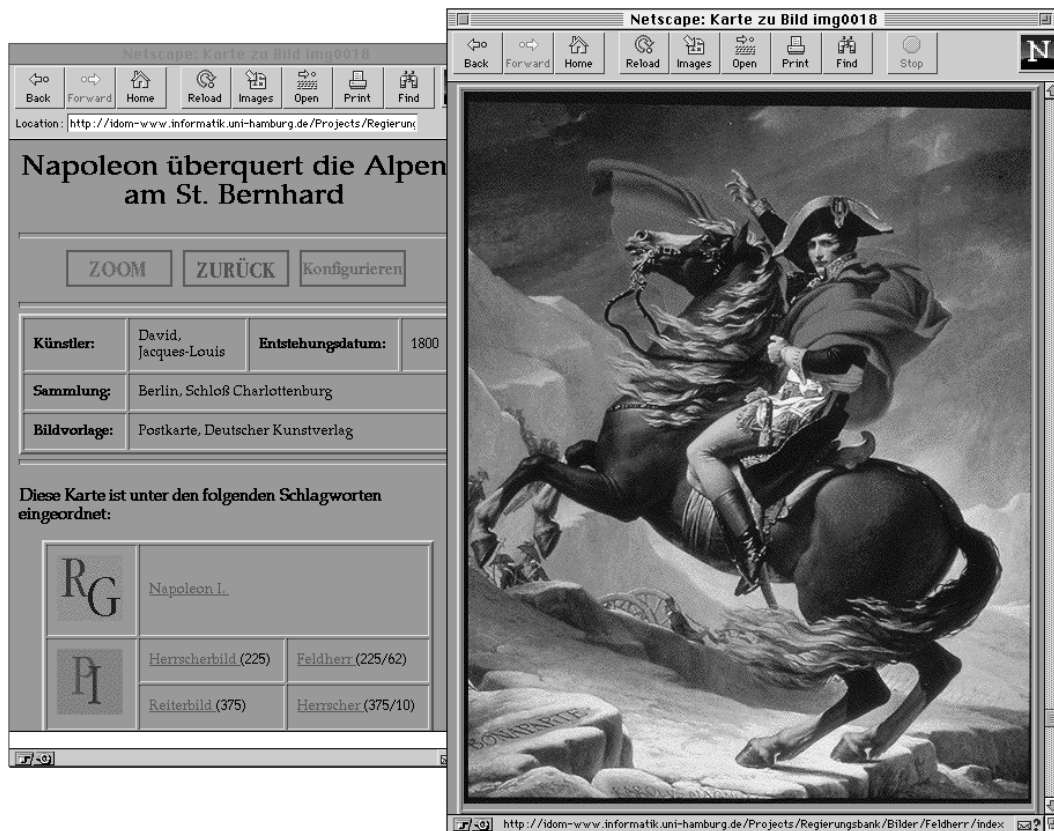 Netscape: Karte zu Bild img0018
Back Forward Home Reload Images Open Print Find
Location: http://idom-www.informatik.uni-hamburg.de/Projects/Regierung
Napoleon überquert die Alpen
am St. Bernhard
ZOOM ZURÜCK Konfigurieren
Künstler: David,
Jacques-Louis Entstehungsdatum: 1800
Sammlung: Berlin, Schloß Charlottenburg
Bildvorlage: Postkarte, Deutscher Kunstverlag
Diese Karte ist unter den folgenden Schlagworten
eingeordnet:
RG Napoleon I.
PI Herrscherbild (225) Feldherr (225/62)
Reiterbild (375) Herrscher (375/10)
Netscape: Karte zu Bild img0018
Back Forward Home Reload Images Open Print Find Stop N
BONAPARTE
http://idom-www.informatik.uni-hamburg.de/Projects/Regierungsbank/Bilder/Feldherr/index